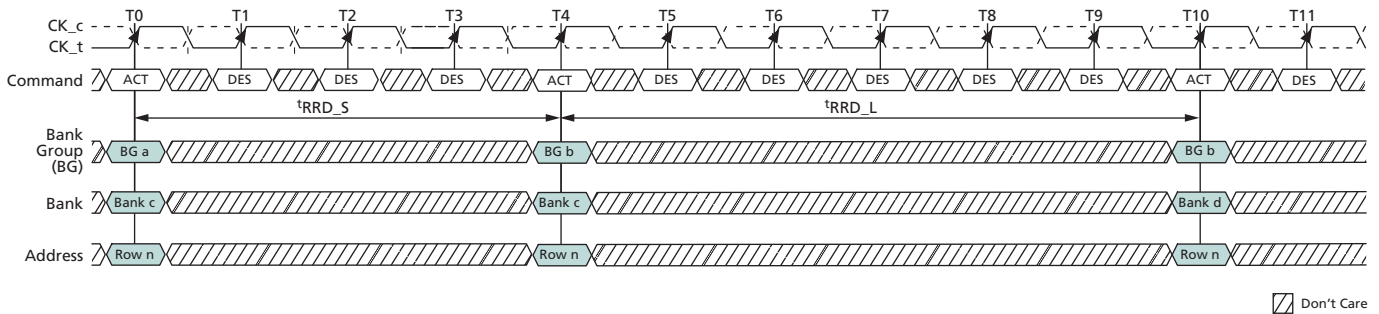 T0 T1 T2 T3 T4 T5 T6 T7 T8 T9 T10 T11
CK_c
CK_t
Command ACT DES DES DES ACT DES DES DES DES DES ACT DES
tRRD_S tRRD_L
Bank
Group
(BG)
BG a BG b BG b
Bank Bank c Bank c Bank d
Address Row n Row n Row n
Don't Care